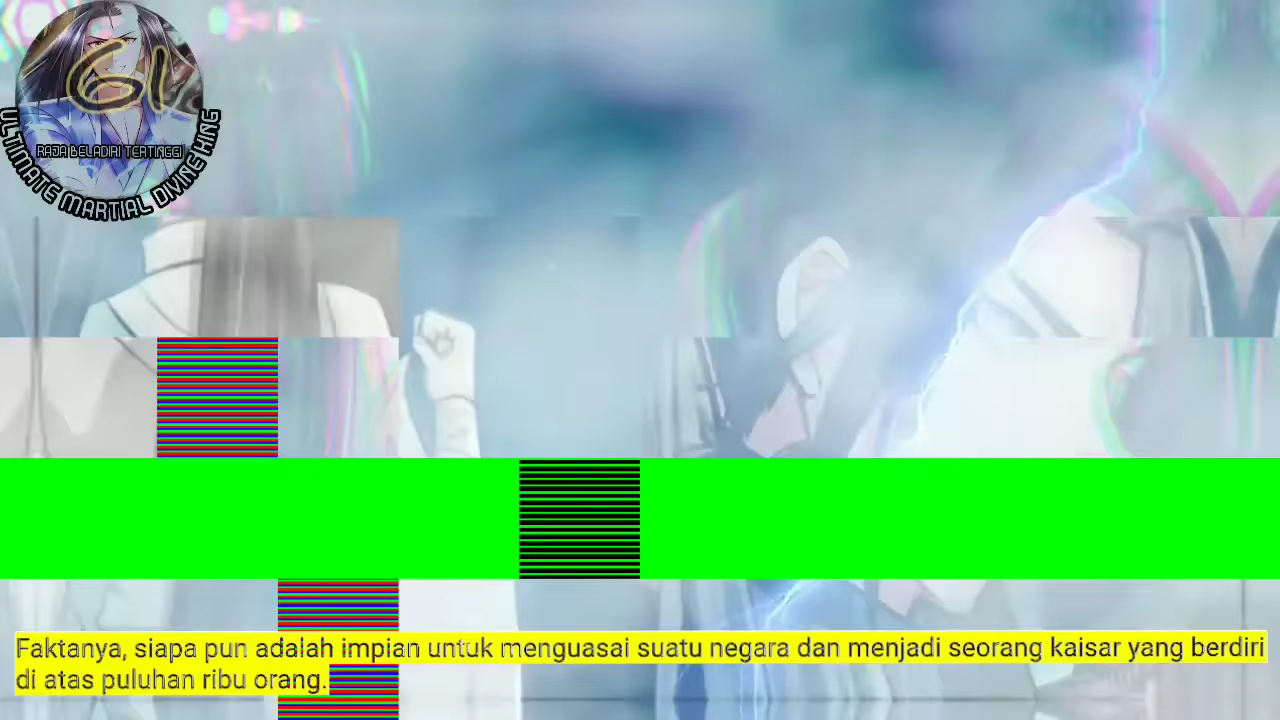 61
RAJA BELADIRI TERTINGGI
ULTIMATE MARTIAL DIVINE KING
Faktanya, siapa pun adalah impian untuk menguasai suatu negara dan menjadi seorang kaisar yang berdiri
di atas puluhan ribu orang.